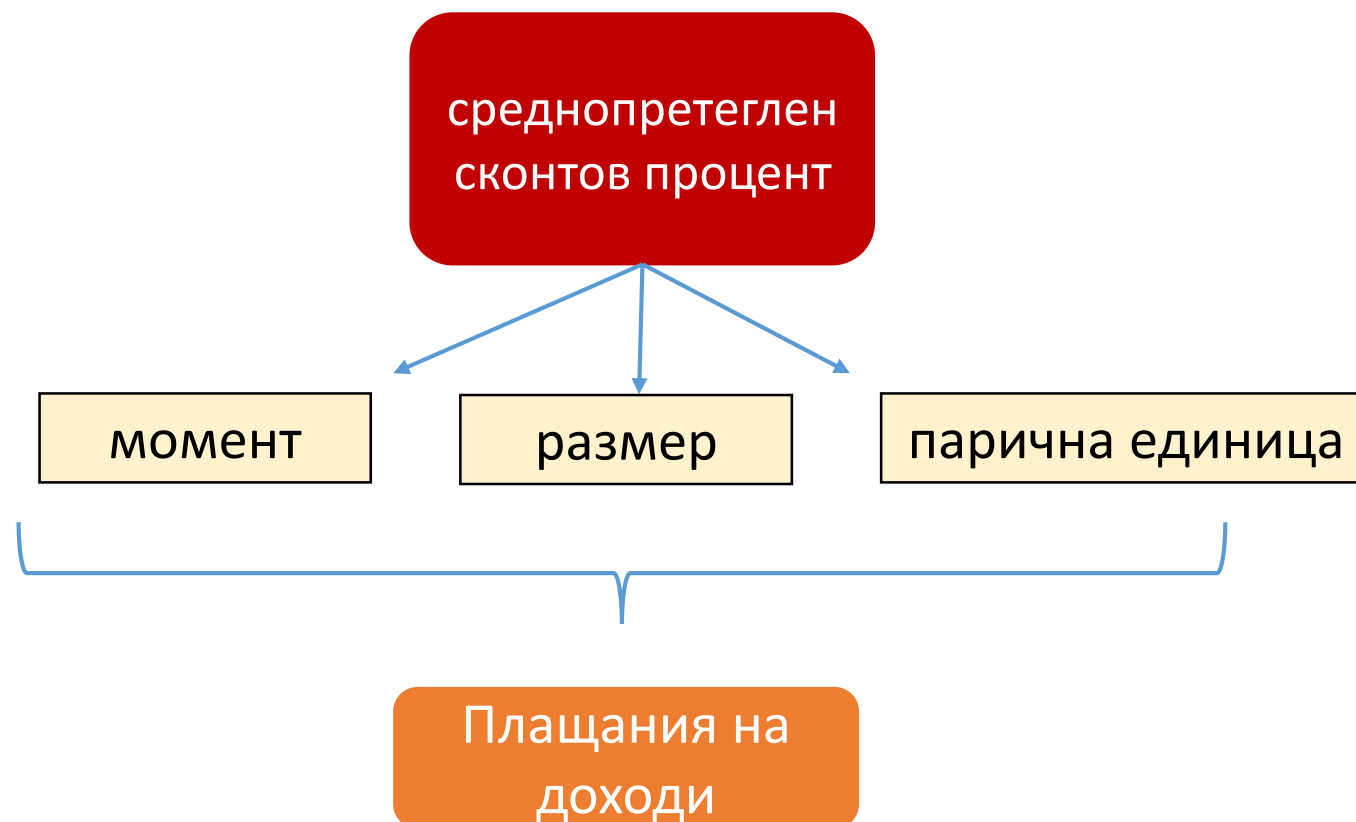 среднопретеглен
сконтов процент
момент
размер
парична единица
Плащания на
доходи